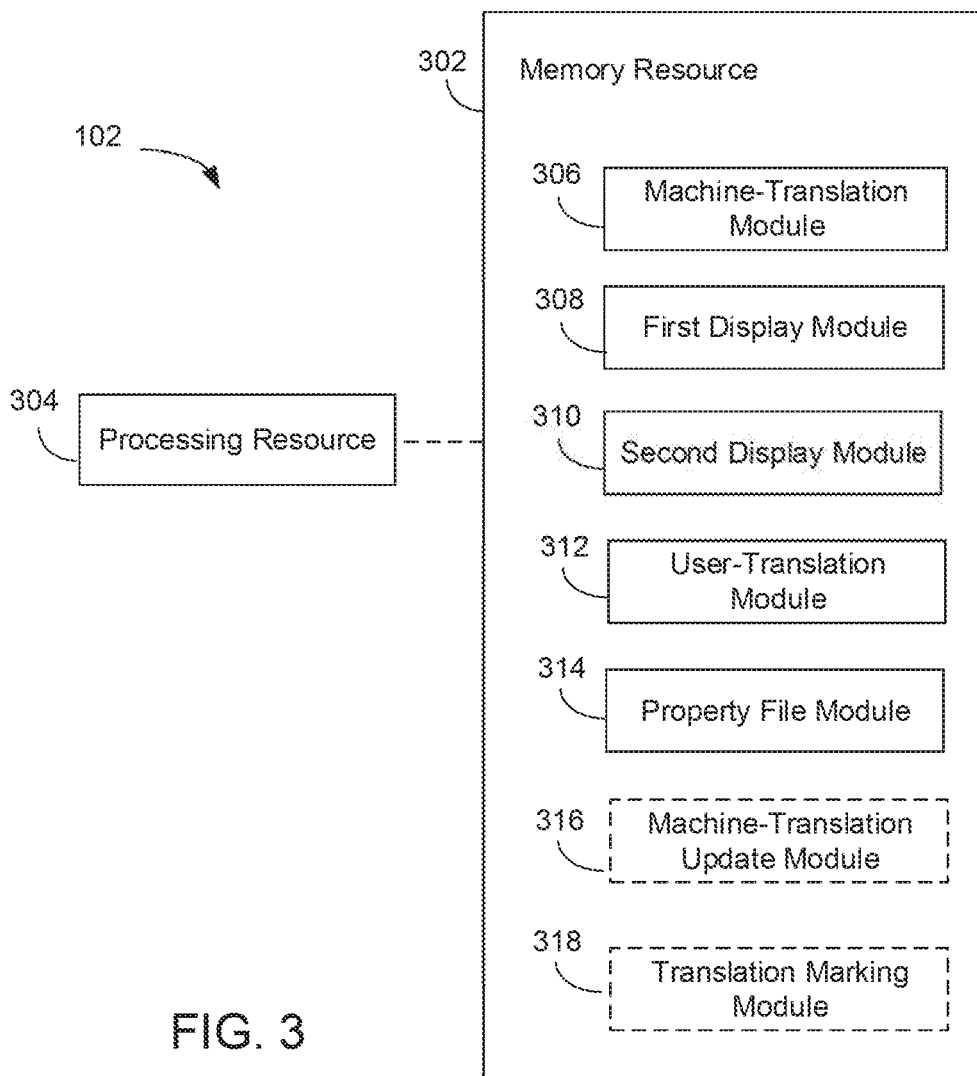 302
Memory Resource
102
306
Machine-Translation
Module
308
First Display Module
304
Processing Resource
310
Second Display Module
312
User-Translation
Module
314
Property File Module
316
Machine-Translation
Update Module
318
Translation Marking
Module
FIG. 3